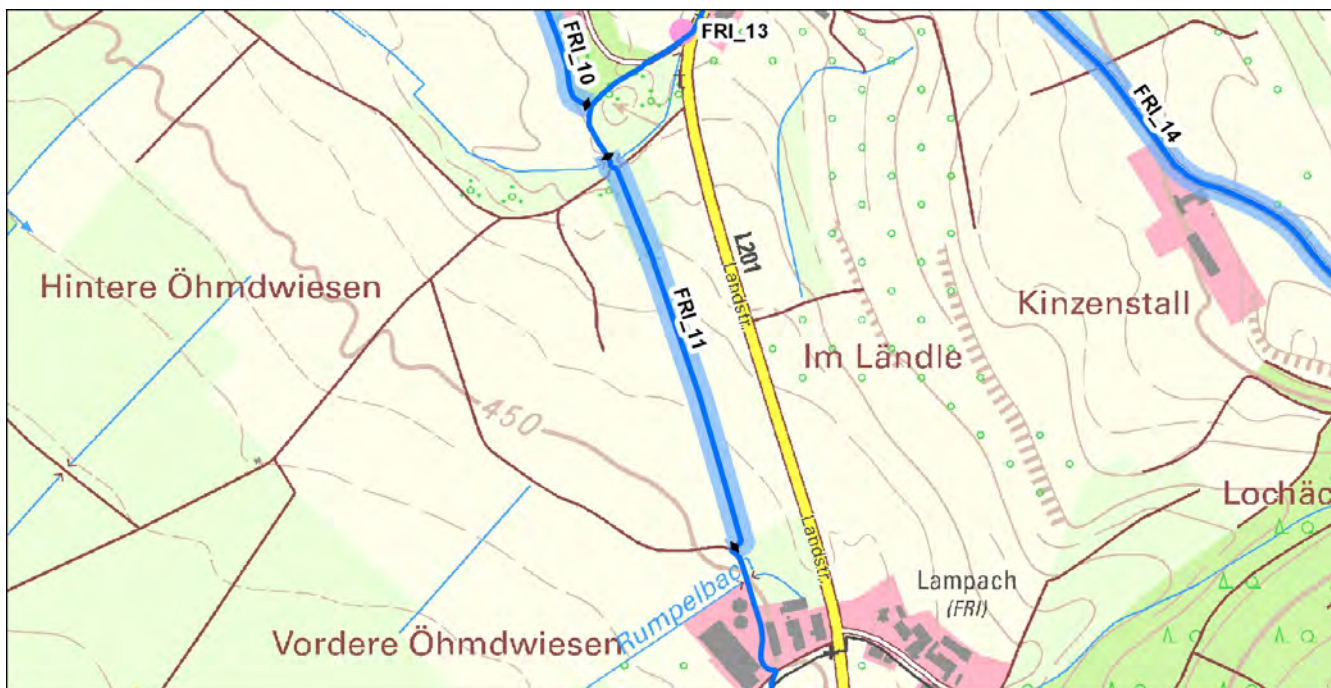 FRI_10
FRI_13
FRI_14
L201
Landstr.
Hintere Öhmdwiesen
FRI_11
Kinzenstall
Im Ländle
450
Lochäc
Landstr.
Lampach
(FRI)
Rumpelbach
Vordere Öhmdwiesen